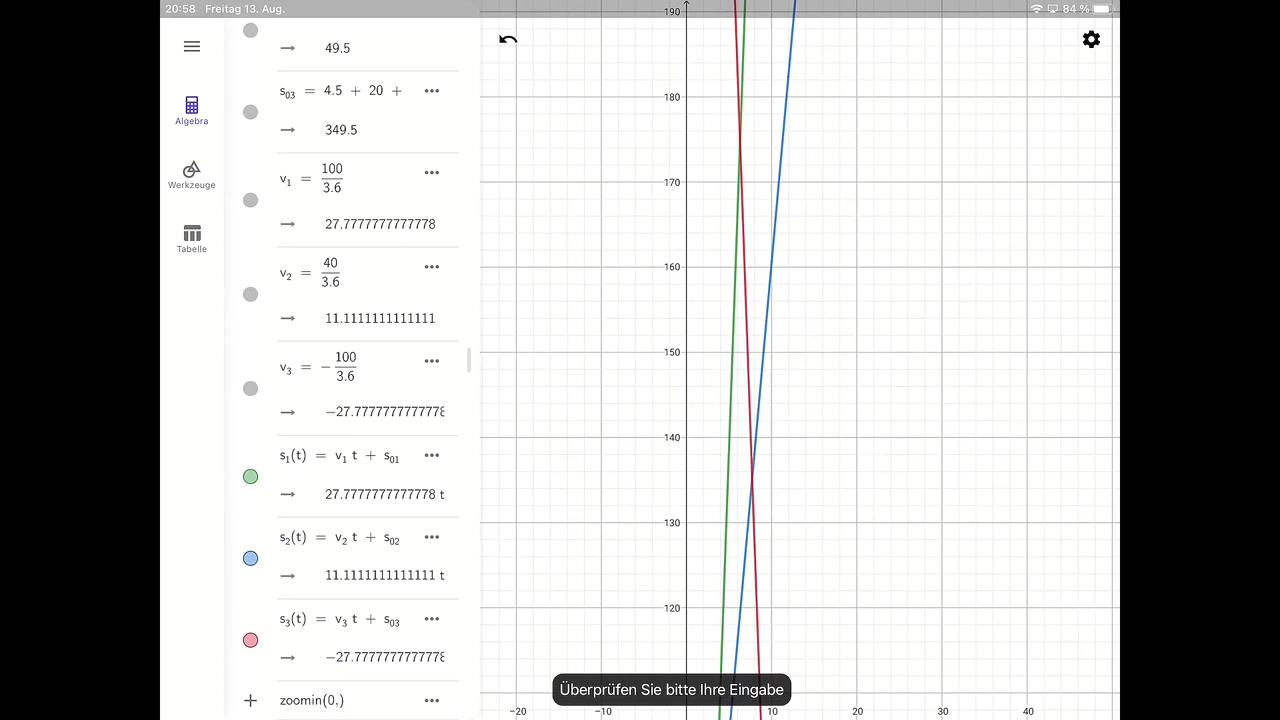 20:58 Freitag 13. Aug. 84 %
Algebra
Werkzeuge
Tabelle
→ 49.5
s03 = 4.5 + 20 + •••
→ 349.5
v1 = 100/3.6 •••
→ 27.7777777777778
v2 = 40/3.6 •••
→ 11.1111111111111
v3 = −100/3.6 •••
→ −27.7777777777778
s1(t) = v1 t + s01 •••
→ 27.7777777777778 t
s2(t) = v2 t + s02 •••
→ 11.1111111111111 t
s3(t) = v3 t + s03 •••
→ −27.7777777777778
+ zoomin(0,) •••
190
180
170
160
150
140
130
120
−20 −10 0 10 20 30 40
Überprüfen Sie bitte Ihre Eingabe